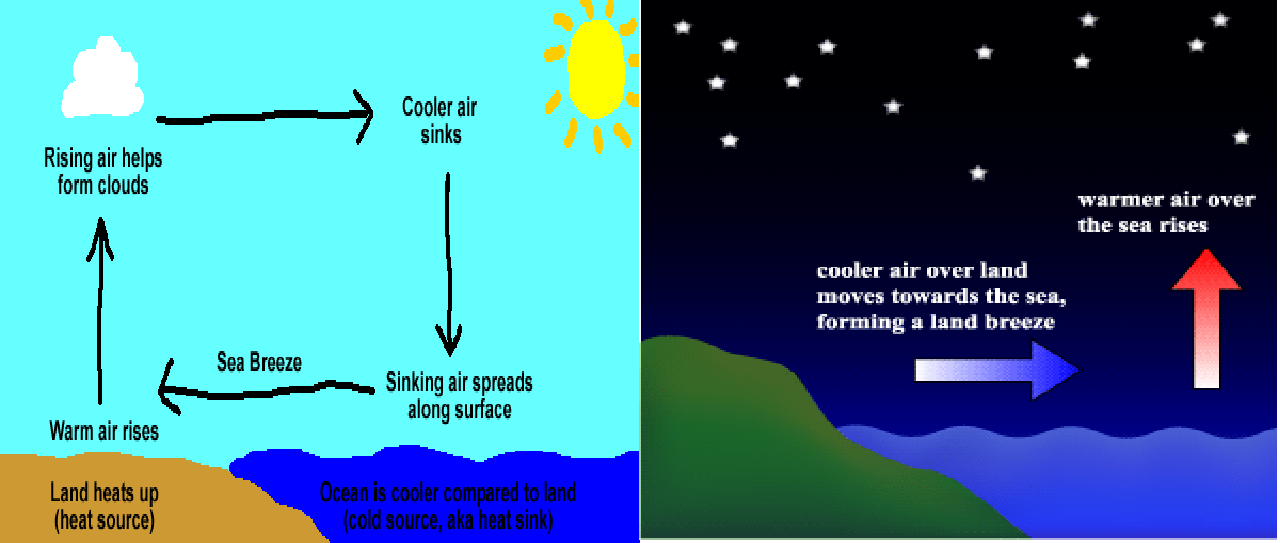 Cooler air
sinks
Rising air helps
form clouds
Sea Breeze
Sinking air spreads
along surface
Warm air rises
Land heats up
(heat source)
Ocean is cooler compared to land
(cold source, aka heat sink)
warmer air over
the sea rises
cooler air over land
moves towards the sea,
forming a land breeze